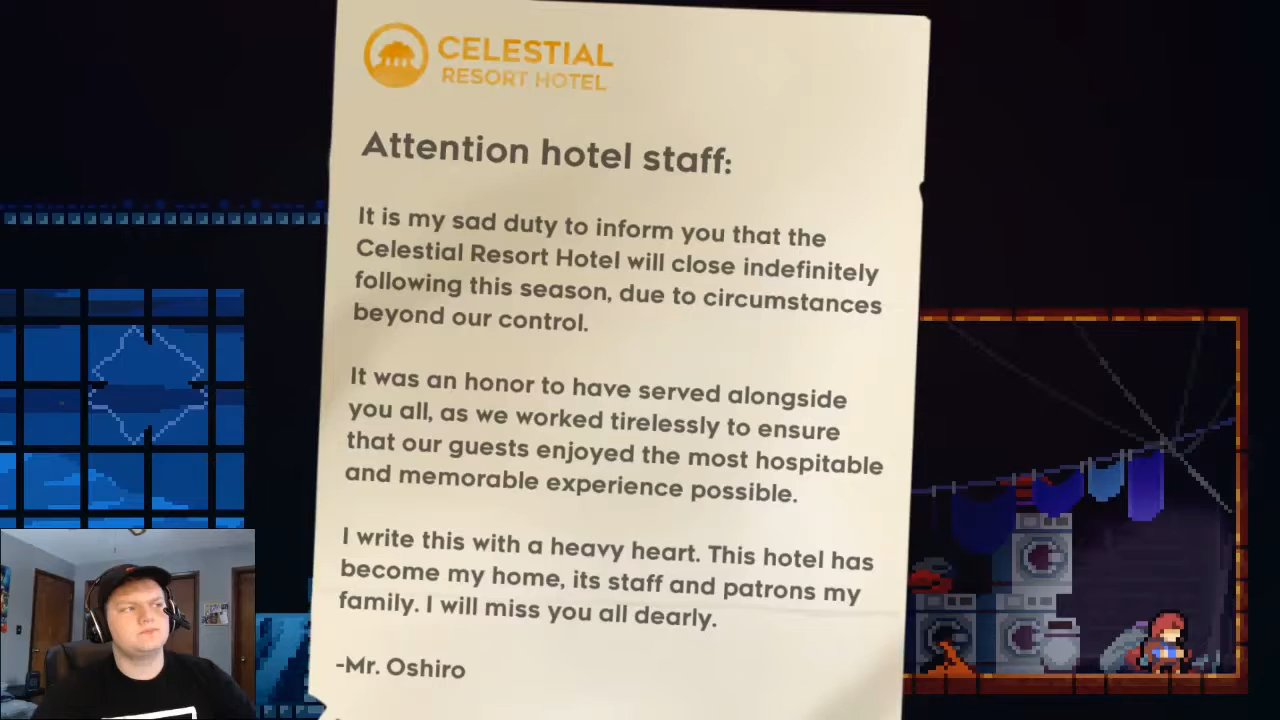 CELESTIAL
RESORT HOTEL
Attention hotel staff:
It is my sad duty to inform you that the
Celestial Resort Hotel will close indefinitely
following this season, due to circumstances
beyond our control.
It was an honor to have served alongside
you all, as we worked tirelessly to ensure
that our guests enjoyed the most hospitable
and memorable experience possible.
I write this with a heavy heart. This hotel has
become my home, its staff and patrons my
family. I will miss you all dearly.
-Mr. Oshiro